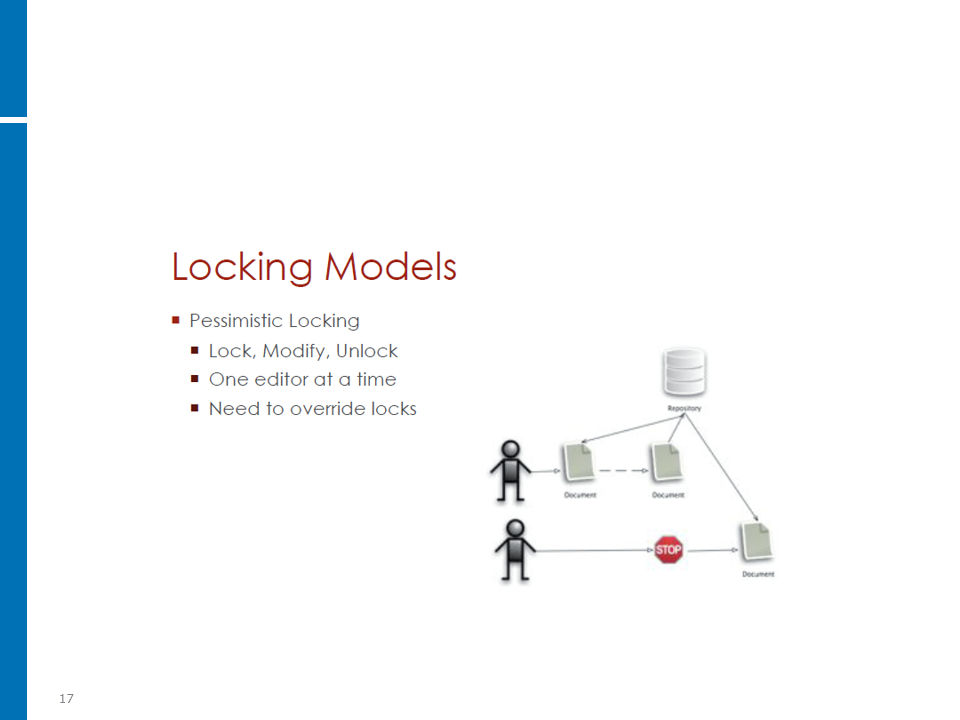 Locking Models
Pessimistic Locking
Lock, Modify, Unlock
One editor at a time
Need to override locks
Repository
Document
Document
STOP
Document
17